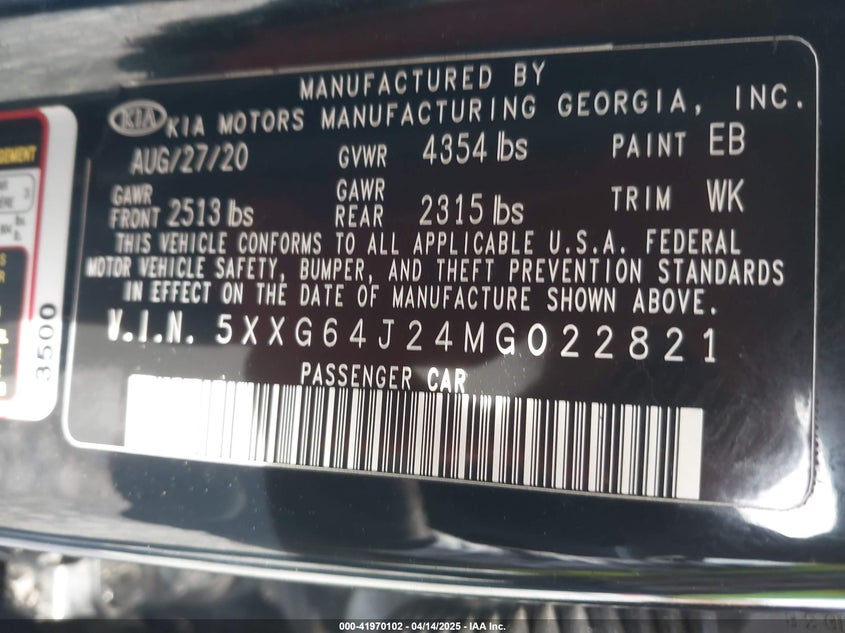 MANUFACTURED BY
KIA KIA MOTORS MANUFACTURING GEORGIA, INC.
AUG/27/20 GVWR 4354 lbs PAINT EB
GAWR FRONT 2513 lbs GAWR REAR 2315 lbs TRIM WK
THIS VEHICLE CONFORMS TO ALL APPLICABLE U.S.A. FEDERAL
MOTOR VEHICLE SAFETY, BUMPER, AND THEFT PREVENTION STANDARDS
IN EFFECT ON THE DATE OF MANUFACTURE SHOWN ABOVE.
V.I.N. 5XXG64J24MG022821
PASSENGER CAR
3500
000-41970102 - 04/14/2025 - IAA Inc.